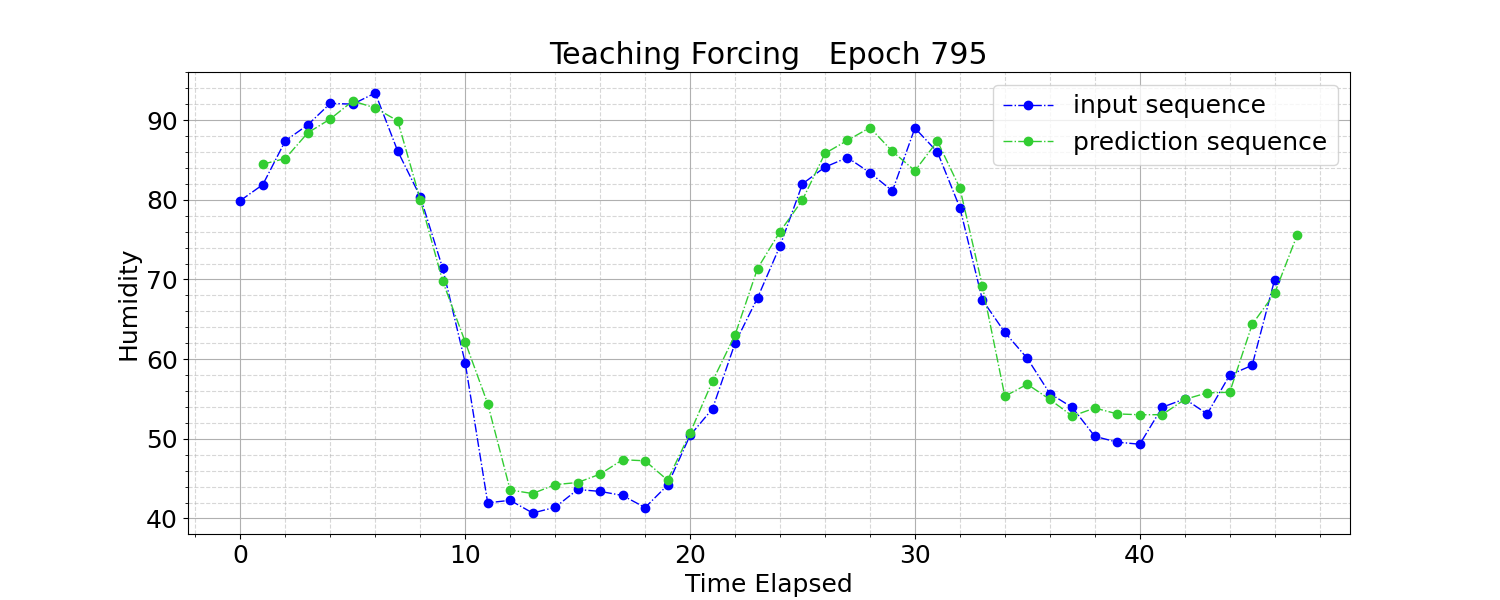 Teaching Forcing   Epoch 795
input sequence
prediction sequence
Humidity
90
80
70
60
50
40
0 10 20 30 40
Time Elapsed